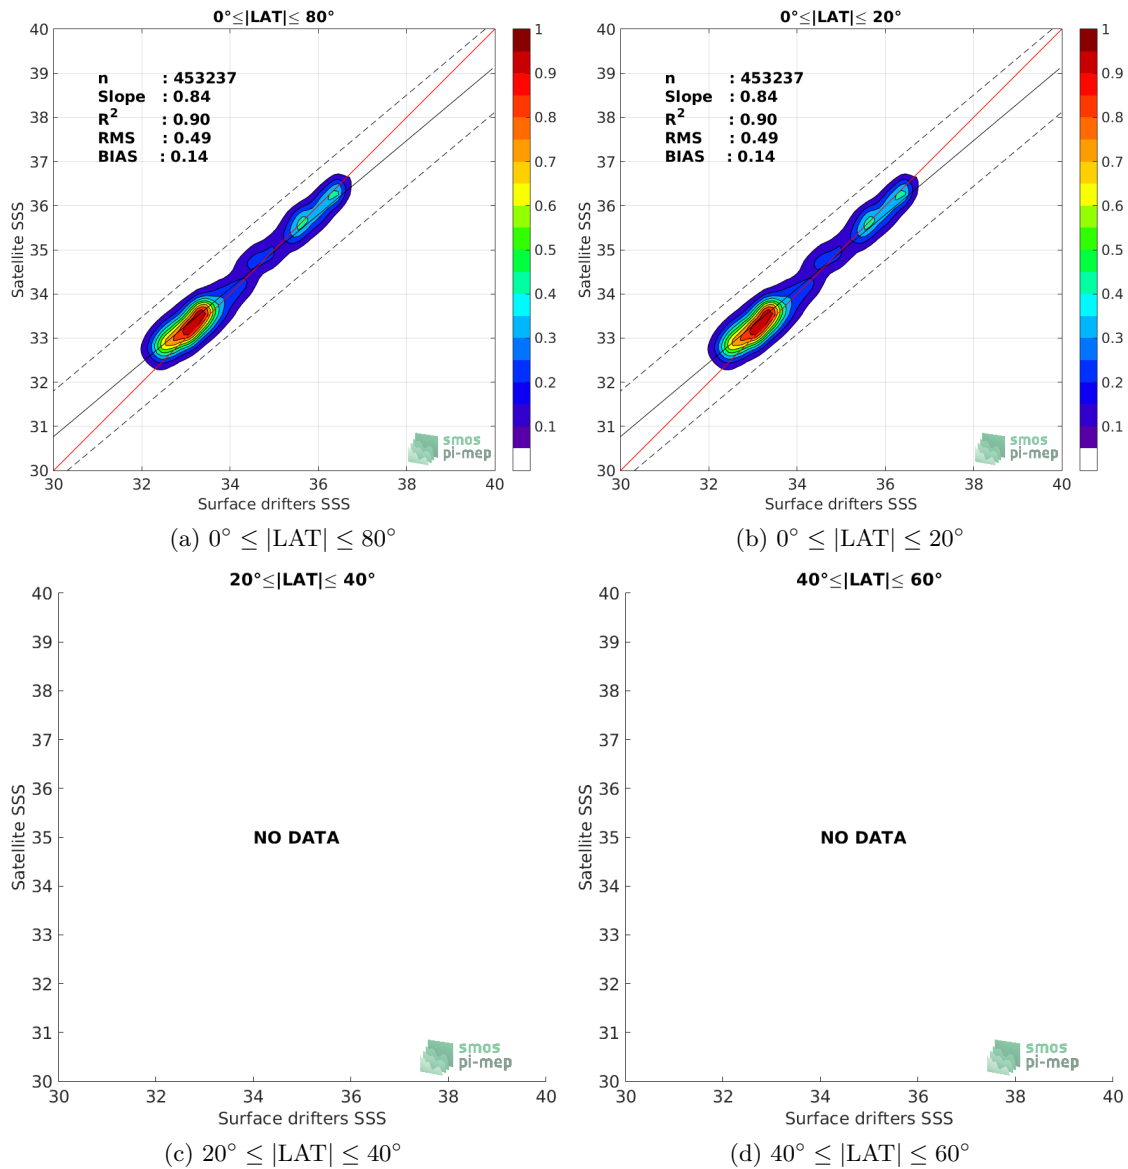 0°≤|LAT|≤ 80°
40
39
38
37
36
35
34
33
32
31
30
30
32
34
36
38
40
Satellite SSS
Surface drifters SSS
n : 453237
Slope : 0.84
R2 : 0.90
RMS : 0.49
BIAS : 0.14
1
0.9
0.8
0.7
0.6
0.5
0.4
0.3
0.2
0.1
smos
pi-mep
(a) 0° ≤ |LAT| ≤ 80°
0°≤|LAT|≤ 20°
40
39
38
37
36
35
34
33
32
31
30
30
32
34
36
38
40
Satellite SSS
Surface drifters SSS
n : 453237
Slope : 0.84
R2 : 0.90
RMS : 0.49
BIAS : 0.14
1
0.9
0.8
0.7
0.6
0.5
0.4
0.3
0.2
0.1
smos
pi-mep
(b) 0° ≤ |LAT| ≤ 20°
20°≤|LAT|≤ 40°
40
39
38
37
36
35
34
33
32
31
30
30
32
34
36
38
40
Satellite SSS
Surface drifters SSS
NO DATA
smos
pi-mep
(c) 20° ≤ |LAT| ≤ 40°
40°≤|LAT|≤ 60°
40
39
38
37
36
35
34
33
32
31
30
30
32
34
36
38
40
Satellite SSS
Surface drifters SSS
NO DATA
smos
pi-mep
(d) 40° ≤ |LAT| ≤ 60°